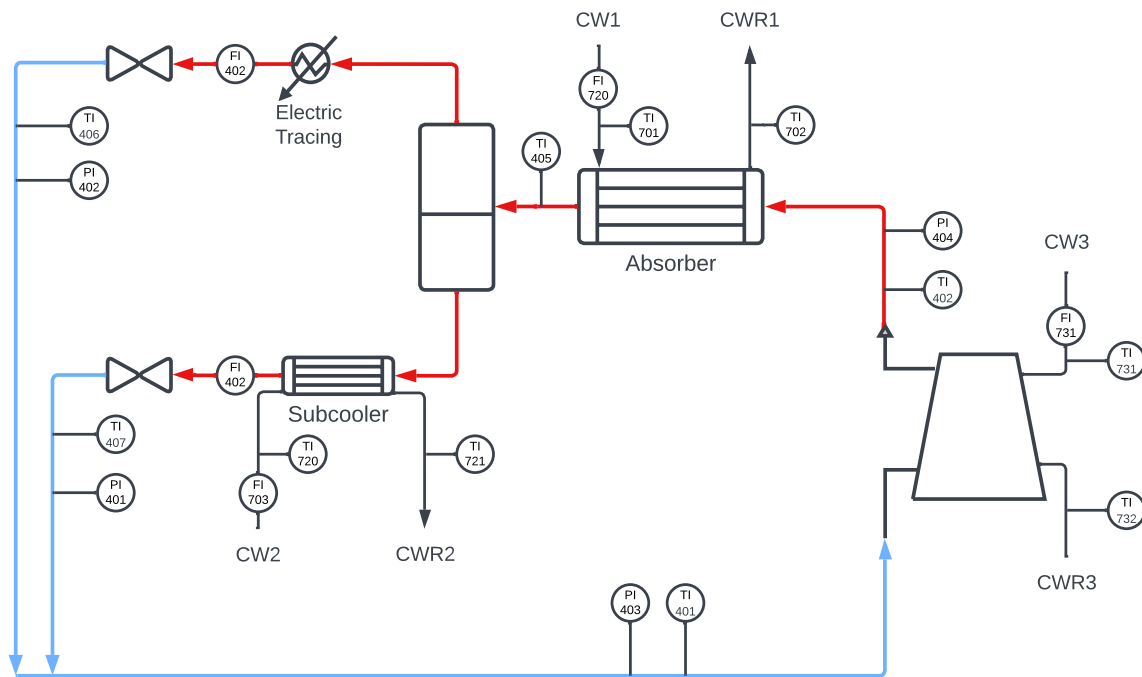 CW1
CWR1
FI
402
FI
720
TI
406
Electric
Tracing
TI
701
TI
702
TI
405
PI
402
PI
404
CW3
Absorber
TI
402
FI
731
TI
731
FI
402
Subcooler
TI
407
TI
720
TI
721
PI
401
FI
703
TI
732
CW2
CWR2
CWR3
PI
403
TI
401